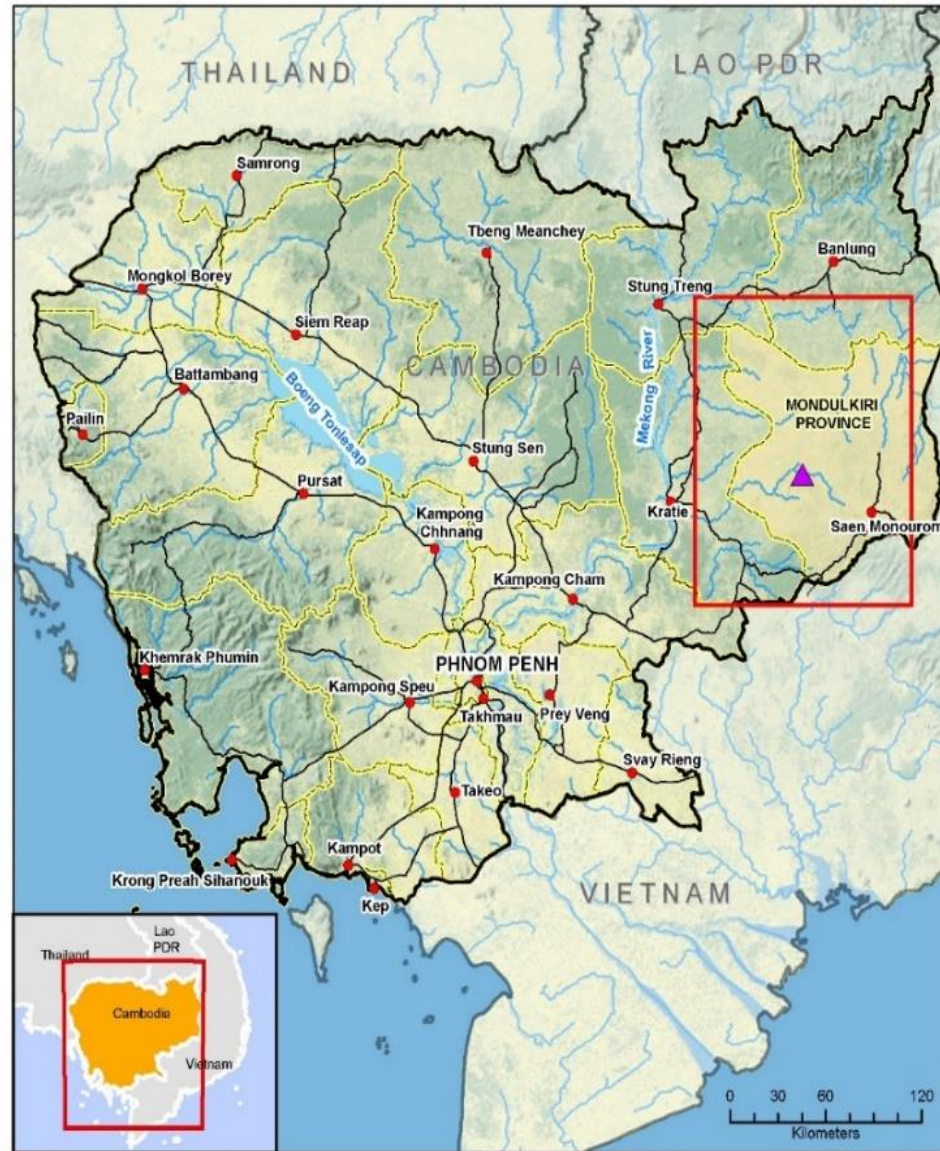 THAILAND
LAO PDR
Samrong
Tbeng Meanchey
Banlung
Mongkol Borey
Stung Treng
Siem Reap
Mekong River
CAMBODIA
Battambang
Boeng Tonlesap
MONDULKIRI
PROVINCE
Pailin
Stung Sen
Pursat
Kratie
Saen Monourom
Kampong
Chhnang
Kampong Cham
Khemrak Phumin
PHNOM PENH
Kampong Speu
Takhmau
Prey Veng
Svay Rieng
Takeo
Kampot
Krong Preah Sihanouk
Kep
VIETNAM
Lao
PDR
Thailand
Cambodia
Vietnam
0 30 60 120
Kilometers